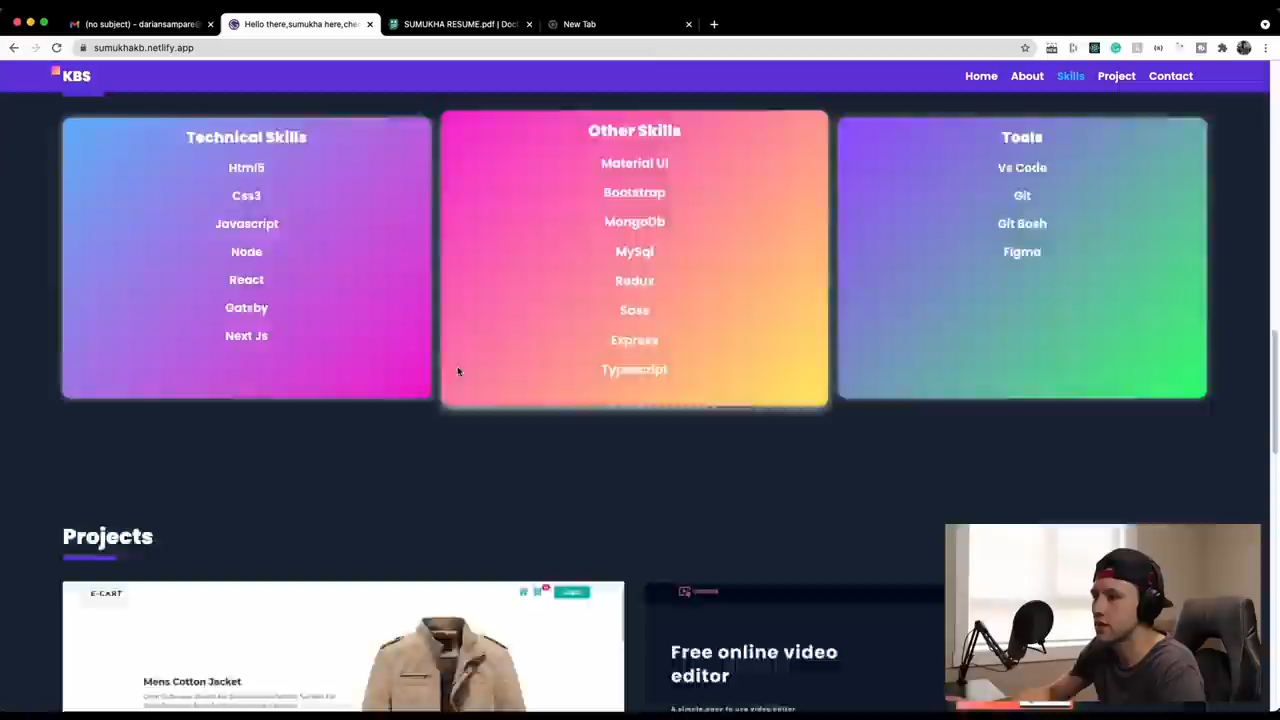 (no subject) - dariansampare@
Hello there,sumukha here,chec
SUMUKHA RESUME.pdf | Doc
New Tab
sumukhakb.netlify.app
KBS
Home
About
Skills
Project
Contact
Technical Skills
Html5
Css3
Javascript
Node
React
Gatsby
Next Js
Other Skills
Material UI
Bootstrap
MongoDb
MySql
Redux
Sass
Express
Typescript
Tools
Vs Code
Git
Git Bash
Figma
Projects
E-CART
Mens Cotton Jacket
Free online video
editor
A simple page to use video editor